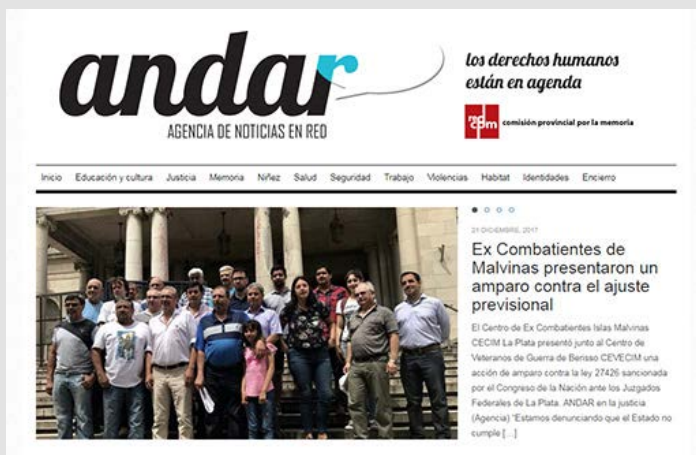 andar
AGENCIA DE NOTICIAS EN RED
los derechos humanos
están en agenda
red
cpm
comisión provincial por la memoria
Inicio Educación y cultura Justicia Memoria Niñez Salud Seguridad Trabajo Violencias Habitat Identidades Encierro
21 DICIEMBRE, 2017
Ex Combatientes de
Malvinas presentaron un
amparo contra el ajuste
previsional
El Centro de Ex Combatientes Islas Malvinas
CECIM La Plata presentó junto al Centro de
Veteranos de Guerra de Berisso CEVECIM una
acción de amparo contra la ley 27426 sancionada
por el Congreso de la Nación ante los Juzgados
Federales de La Plata. ANDAR en la justicia
(Agencia) “Estamos denunciando que el Estado no
cumple […]